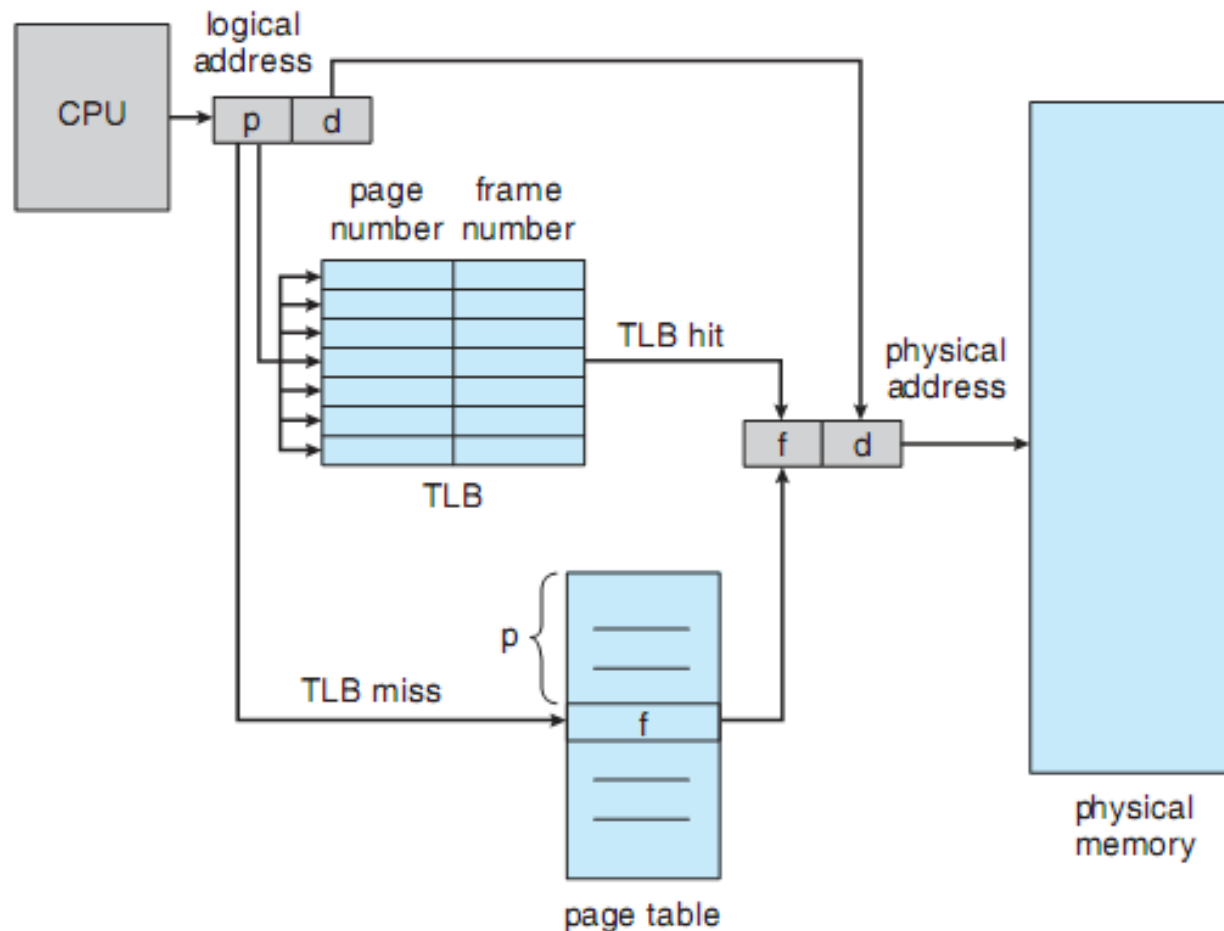 logical
address
CPU
p d
page frame
number number
TLB hit
physical
address
f d
TLB
p
TLB miss
f
physical
memory
page table